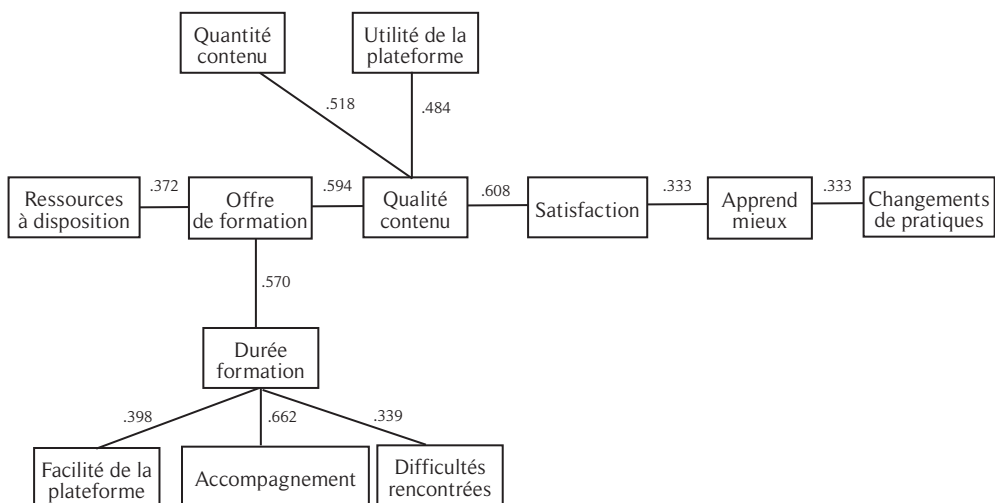 Quantité
contenu
Utilité de la
plateforme
.518
.484
Ressources
à disposition
.372
Offre
de formation
.594
Qualité
contenu
.608
Satisfaction
.333
Apprend
mieux
.333
Changements
de pratiques
.570
Durée
formation
.398
.662
.339
Facilité de la
plateforme
Accompagnement
Difficultés
rencontrées